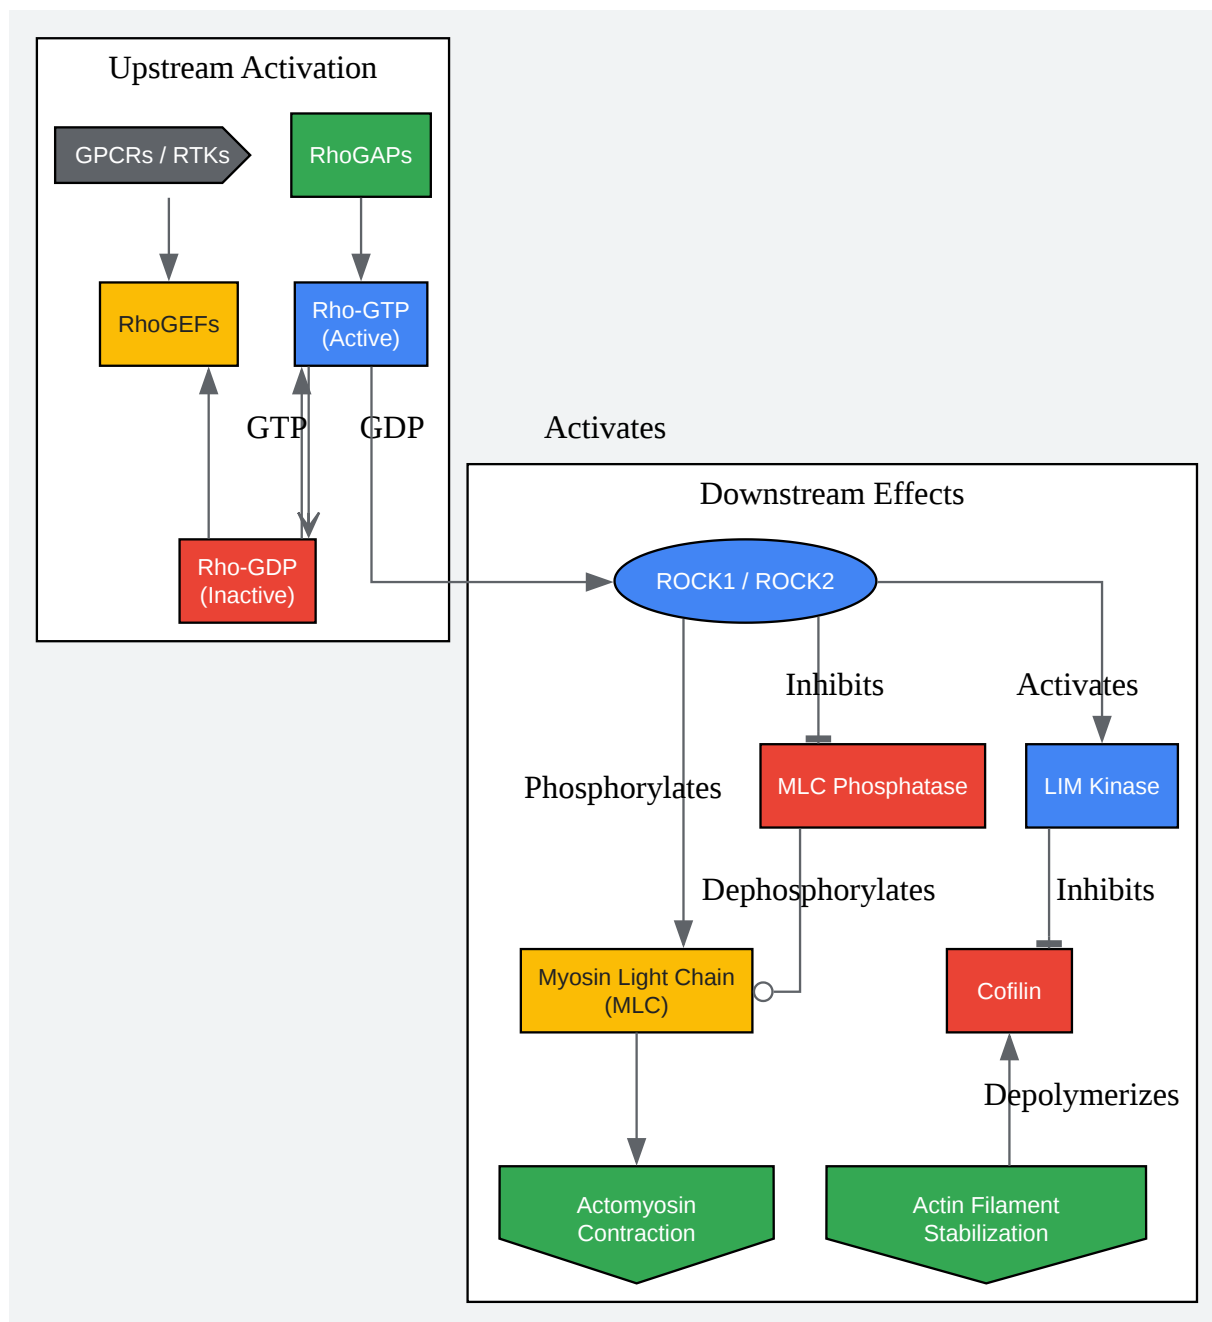 Upstream Activation
GPCRs / RTKs
RhoGAPs
RhoGEFs
Rho-GTP
(Active)
GTP
GDP
Activates
Rho-GDP
(Inactive)
Downstream Effects
ROCK1 / ROCK2
Inhibits
Activates
Phosphorylates
MLC Phosphatase
LIM Kinase
Dephosphorylates
Inhibits
Myosin Light Chain
(MLC)
Cofilin
Depolymerizes
Actomyosin
Contraction
Actin Filament
Stabilization